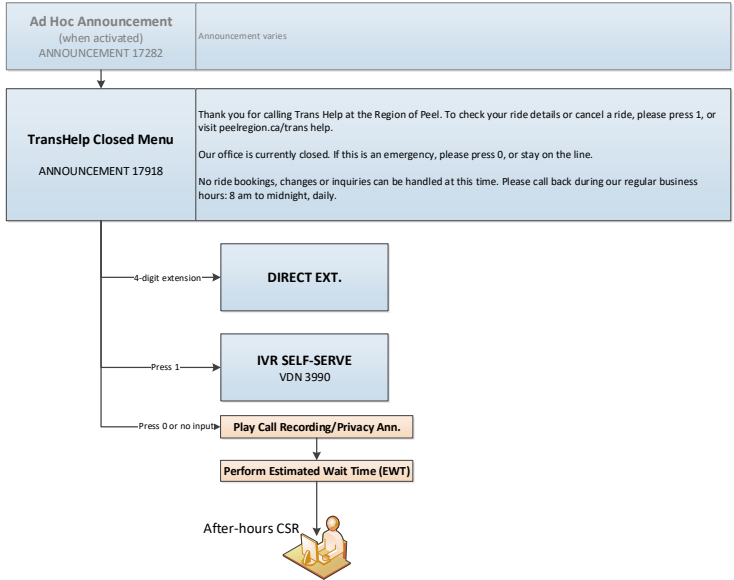 Ad Hoc Announcement
(when activated)
ANNOUNCEMENT 17282
Announcement varies
TransHelp Closed Menu
ANNOUNCEMENT 17918
Thank you for calling Trans Help at the Region of Peel. To check your ride details or cancel a ride, please press 1, or
visit peelregion.ca/trans help.
Our office is currently closed. If this is an emergency, please press 0, or stay on the line.
No ride bookings, changes or inquiries can be handled at this time. Please call back during our regular business
hours: 8 am to midnight, daily.
4-digit extension
DIRECT EXT.
Press 1
IVR SELF-SERVE
VDN 3990
Press 0 or no input
Play Call Recording/Privacy Ann.
Perform Estimated Wait Time (EWT)
After-hours CSR